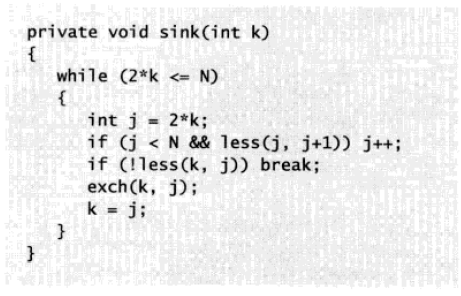 private void sink(int k)
{
while (2*k <= N)
{
int j = 2*k;
if (j < N && less(j, j+1)) j++;
if (!less(k, j)) break;
exch(k, j);
k = j;
}
}